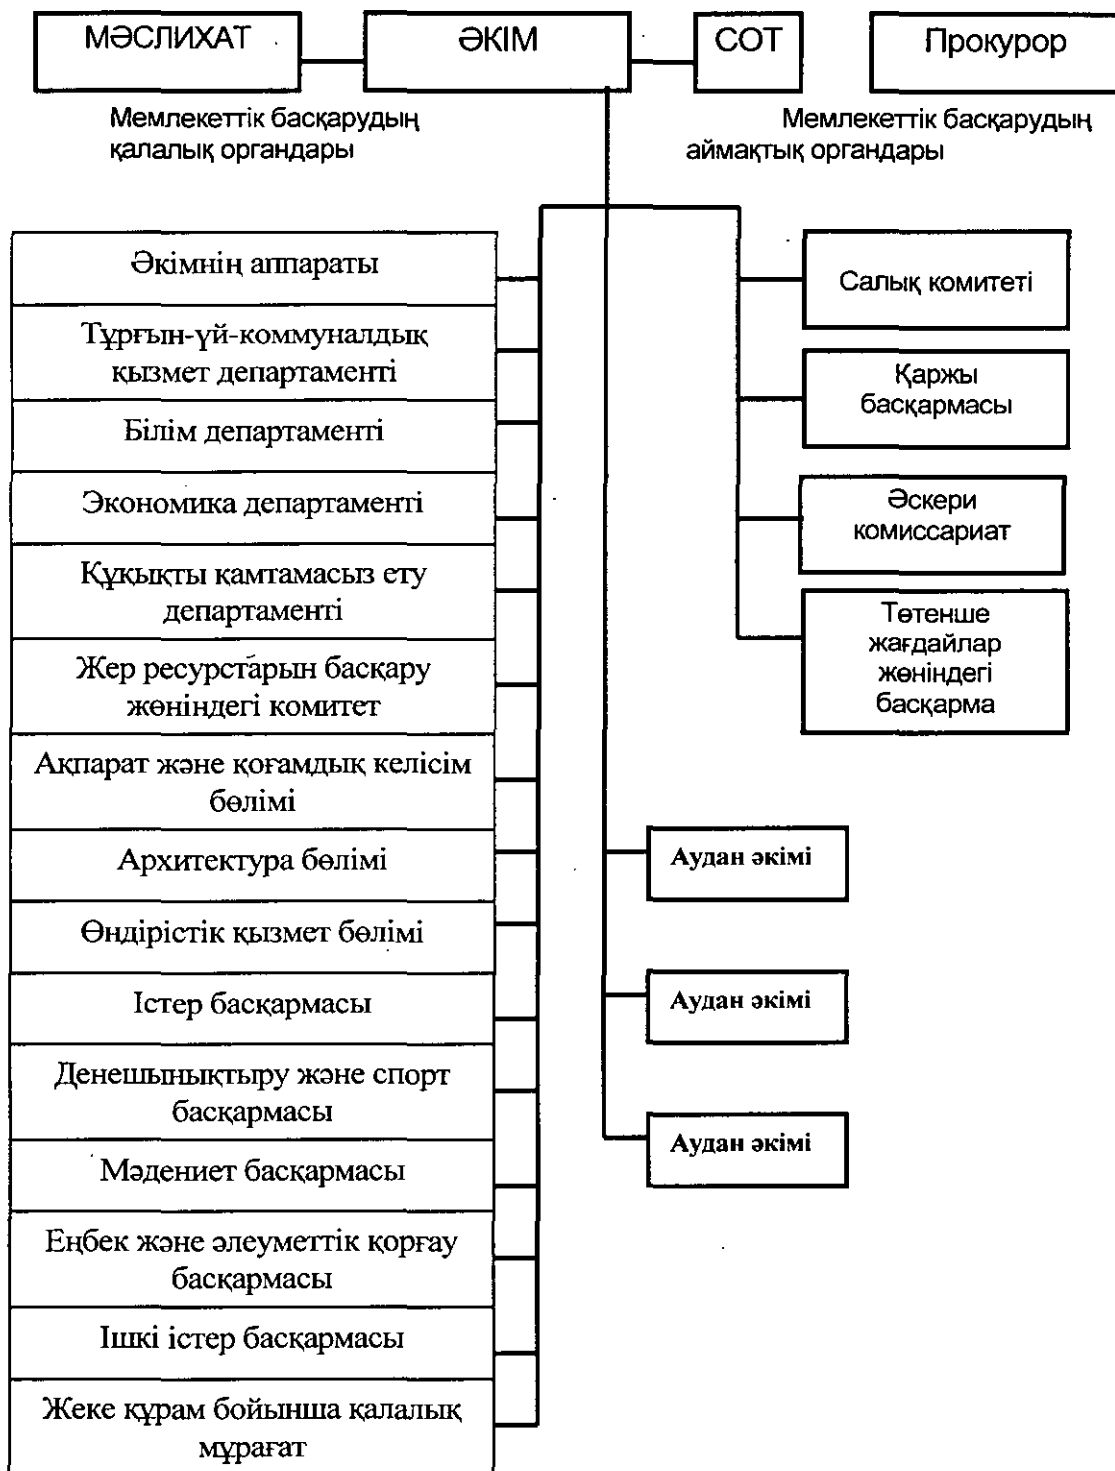 МӘСЛИХАТ
ӘКІМ
СОТ
Прокурор
Мемлекеттік басқарудың
қалалық органдары
Мемлекеттік басқарудың
аймақтық органдары
Әкімнің аппараты
Тұрғын-үй-коммуналдық
қызмет департаменті
Білім департаменті
Экономика департаменті
Құқықты қамтамасыз ету
департаменті
Жер ресурстарын басқару
жөніндегі комитет
Ақпарат және қоғамдық келісім
бөлімі
Архитектура бөлімі
Өндірістік қызмет бөлімі
Істер басқармасы
Денешынықтыру және спорт
басқармасы
Мәдениет басқармасы
Еңбек және әлеуметтік қорғау
басқармасы
Ішкі істер басқармасы
Жеке құрам бойынша қалалық
мұрағат
Салық комитеті
Қаржы
басқармасы
Әскери
комиссариат
Төтенше
жағдайлар
жөніндегі
басқарма
Аудан әкімі
Аудан әкімі
Аудан әкімі